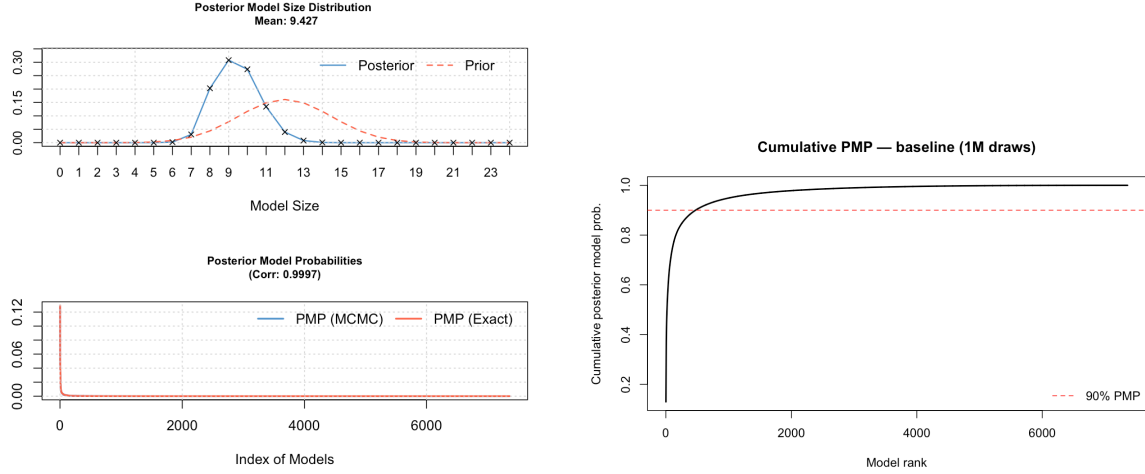 Posterior Model Size Distribution
Mean: 9.427
0.30
0.15
0.00
Posterior
Prior
0 1 2 3 4 5 6 7 8 9 11 13 15 17 19 21 23
Model Size
Posterior Model Probabilities
(Corr: 0.9997)
0.12
0.06
0.00
PMP (MCMC)
PMP (Exact)
0 2000 4000 6000
Index of Models
Cumulative PMP — baseline (1M draws)
Cumulative posterior model prob.
1.0
0.8
0.6
0.4
0.2
90% PMP
0 2000 4000 6000
Model rank